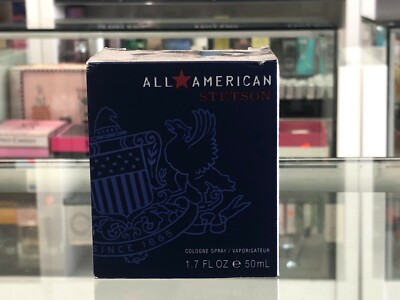 ALL★AMERICAN
STETSON
SINCE 1865
COLOGNE SPRAY / VAPORISATEUR
1.7 FL OZ ℮ 50mL